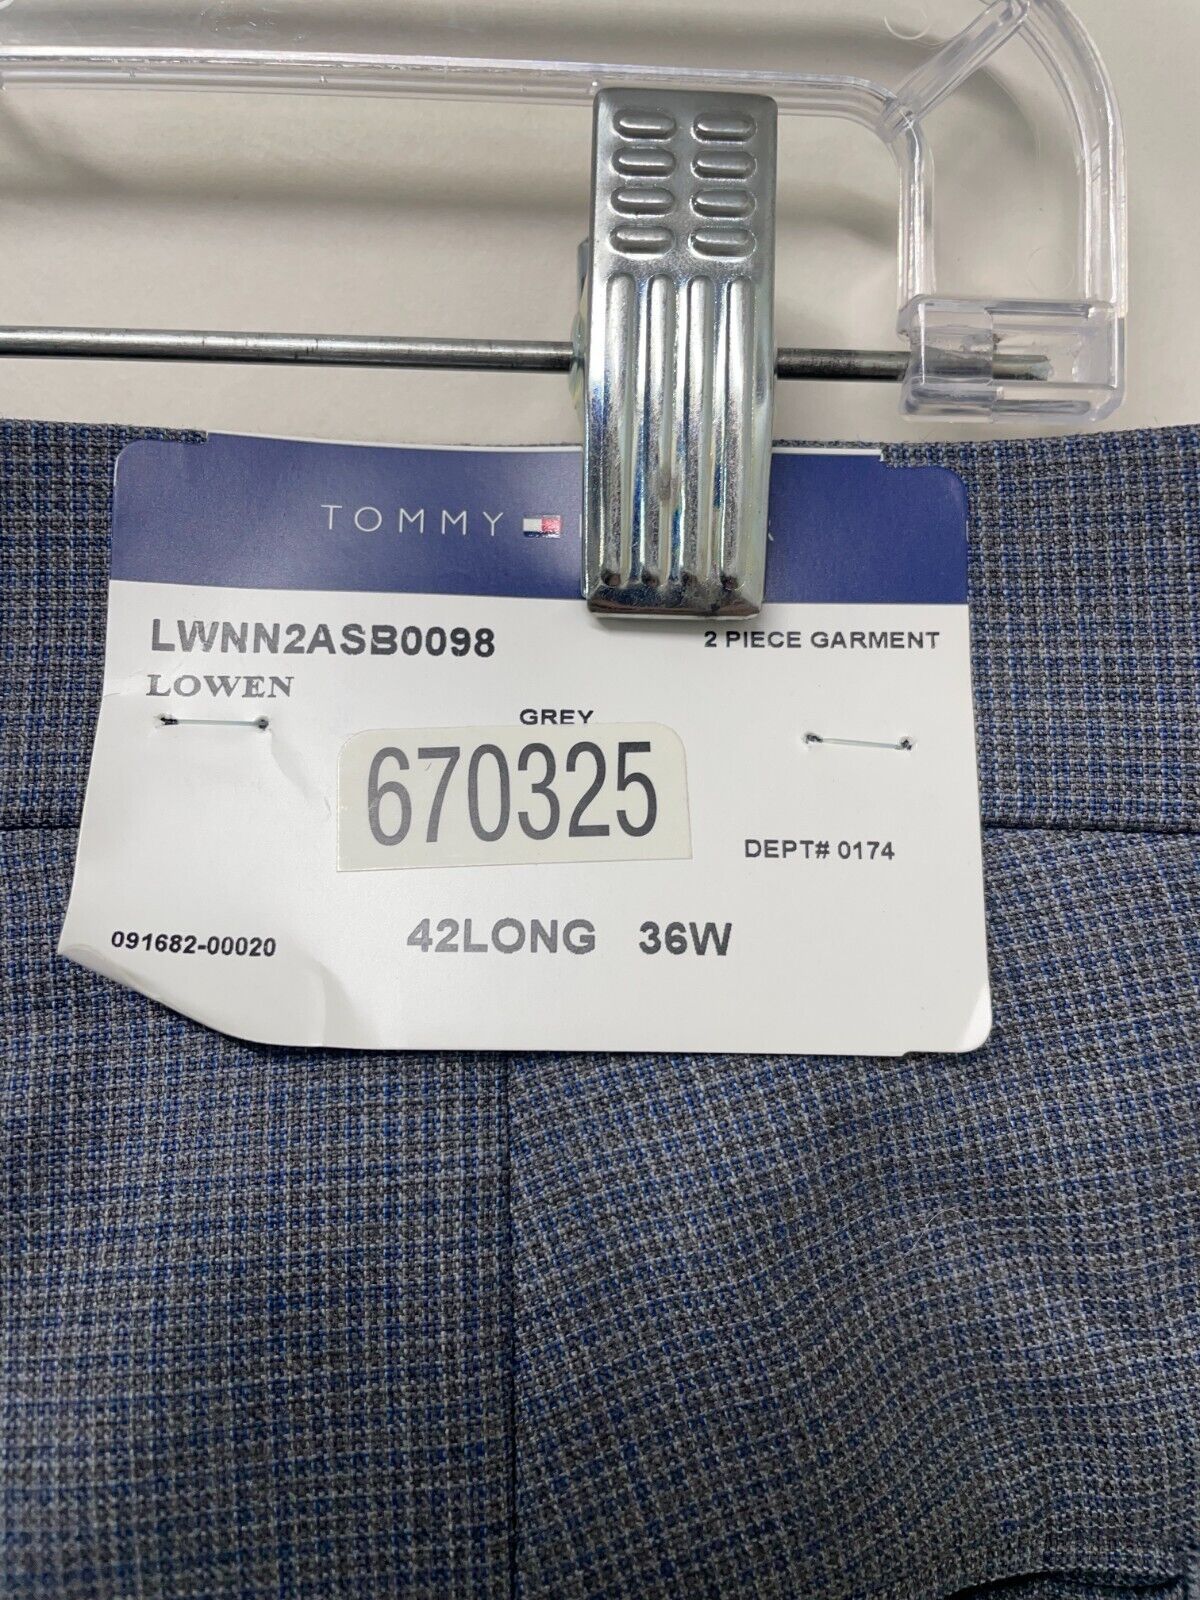 TOMMY
LWNN2ASB0098
2 PIECE GARMENT
LOWEN
GREY
670325
DEPT# 0174
091682-00020
42LONG 36W